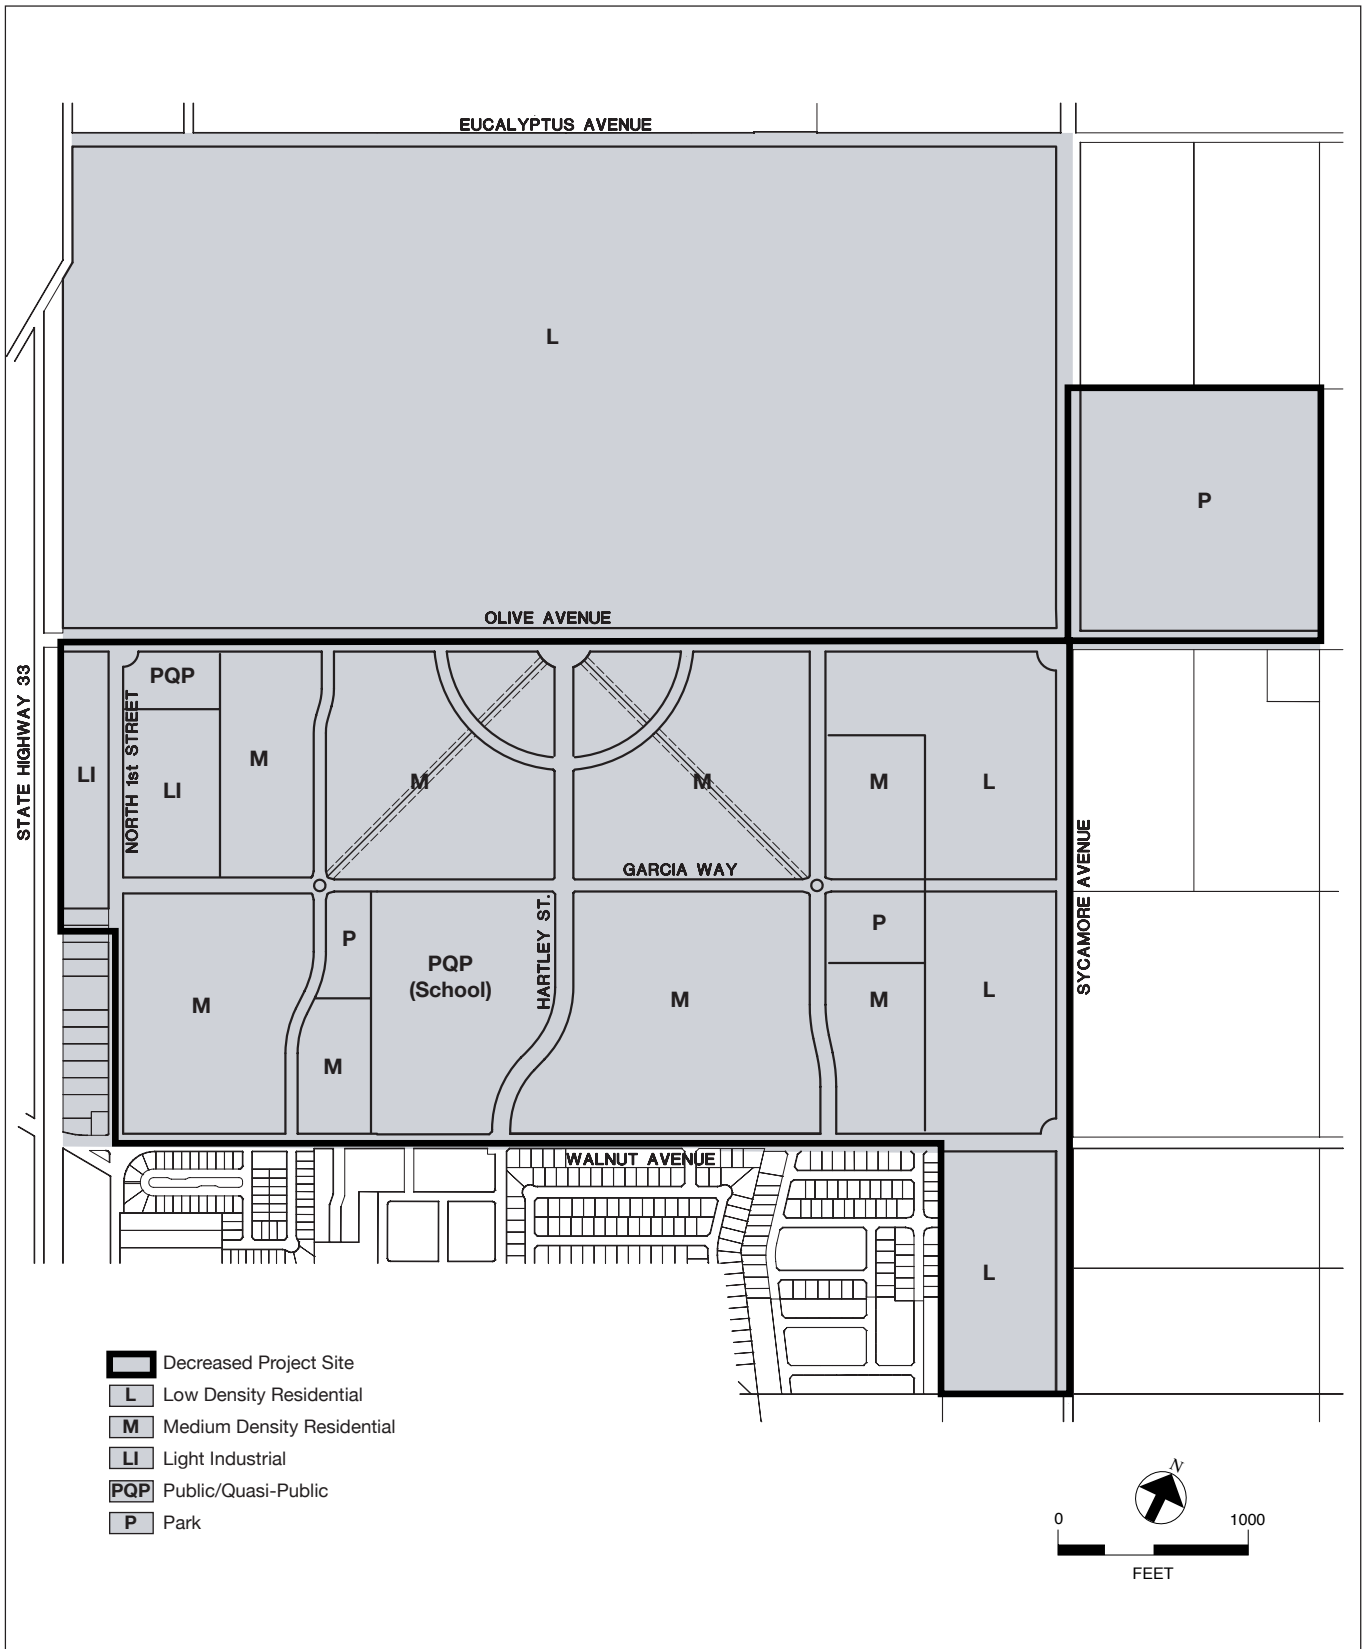 EUCALYPTUS AVENUE
L
P
OLIVE AVENUE
STATE HIGHWAY 33
LI
NORTH 1st STREET
PQP
LI
M
M
M
M
L
GARCIA WAY
SYCAMORE AVENUE
M
P
M
PQP
(School)
HARTLEY ST.
M
P
M
L
WALNUT AVENUE
L
Decreased Project Site
L Low Density Residential
M Medium Density Residential
LI Light Industrial
PQP Public/Quasi-Public
P Park
N
0 1000
FEET